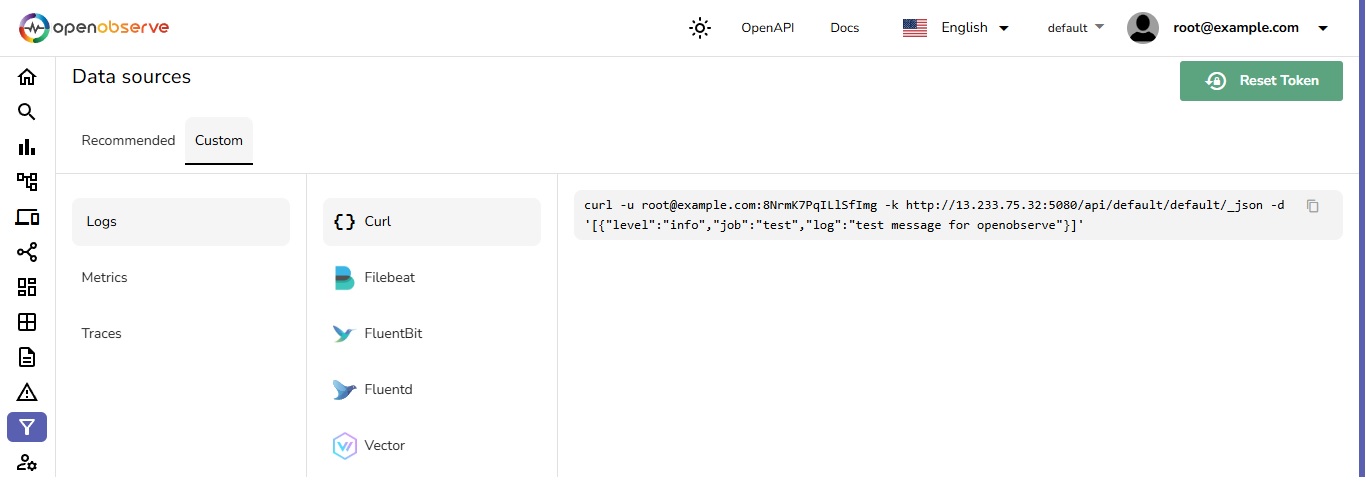 openobserve
OpenAPI
Docs
English
default
root@example.com
Data sources
Reset Token
Recommended
Custom
Logs
Metrics
Traces
Curl
Filebeat
FluentBit
Fluentd
Vector
curl -u root@example.com:8NrmK7PqILlSfImg -k http://13.233.75.32:5080/api/default/default/_json -d
'[{"level":"info","job":"test","log":"test message for openobserve"}]'